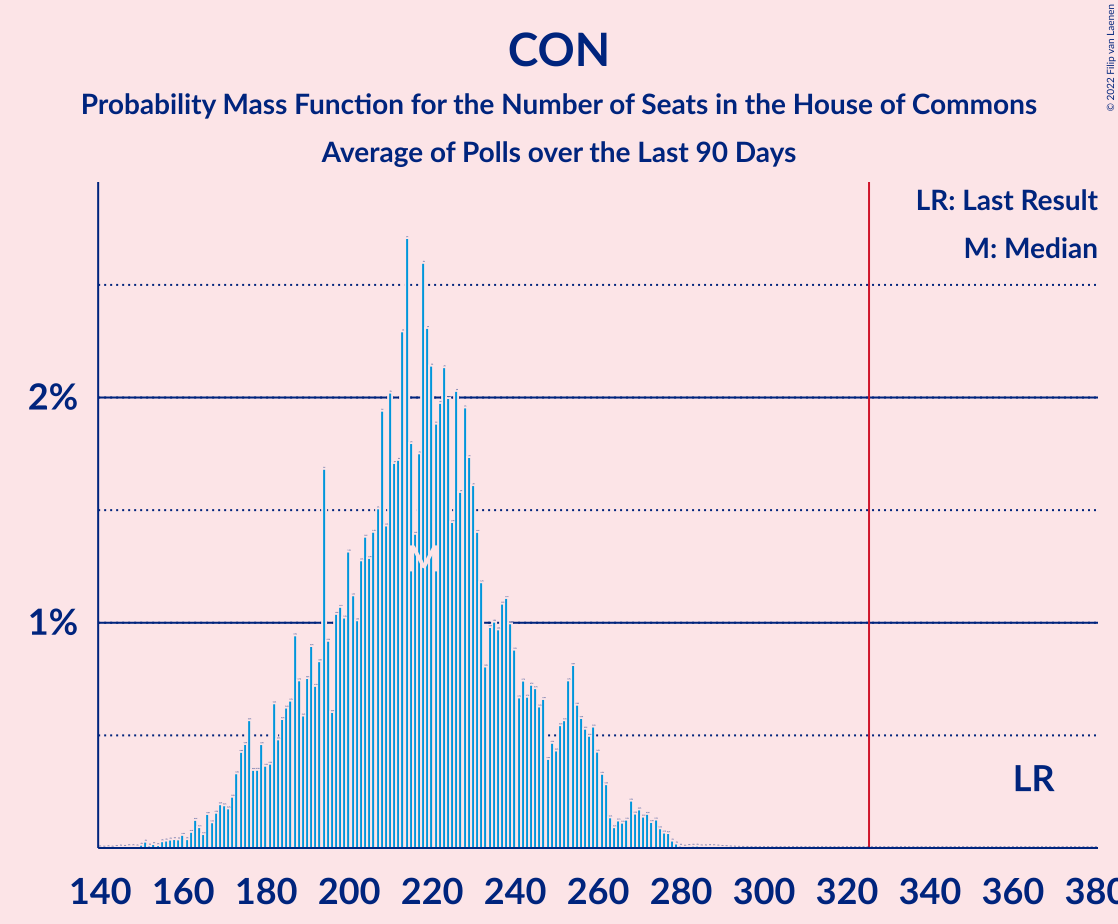 CON
Probability Mass Function for the Number of Seats in the House of Commons
Average of Polls over the Last 90 Days
© 2022 Filip van Laenen
LR: Last Result
M: Median
2%
1%
M
LR
140 160 180 200 220 240 260 280 300 320 340 360 380